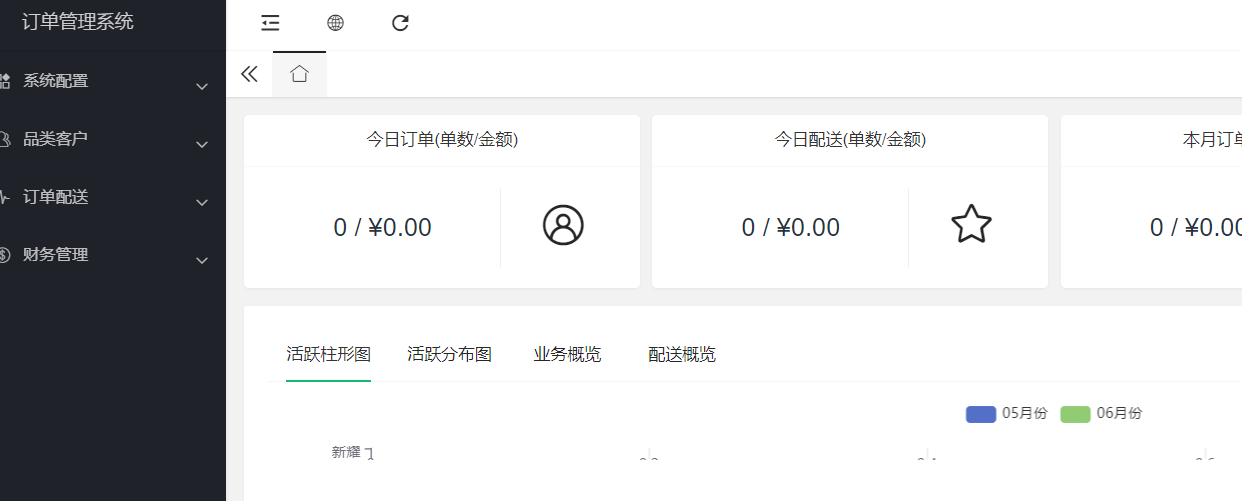 订单管理系统
系统配置
品类客户
订单配送
财务管理
今日订单(单数/金额)
0 / ¥0.00
今日配送(单数/金额)
0 / ¥0.00
本月订单
0 / ¥0.00
活跃柱形图 活跃分布图 业务概览 配送概览
05月份 06月份
新耀